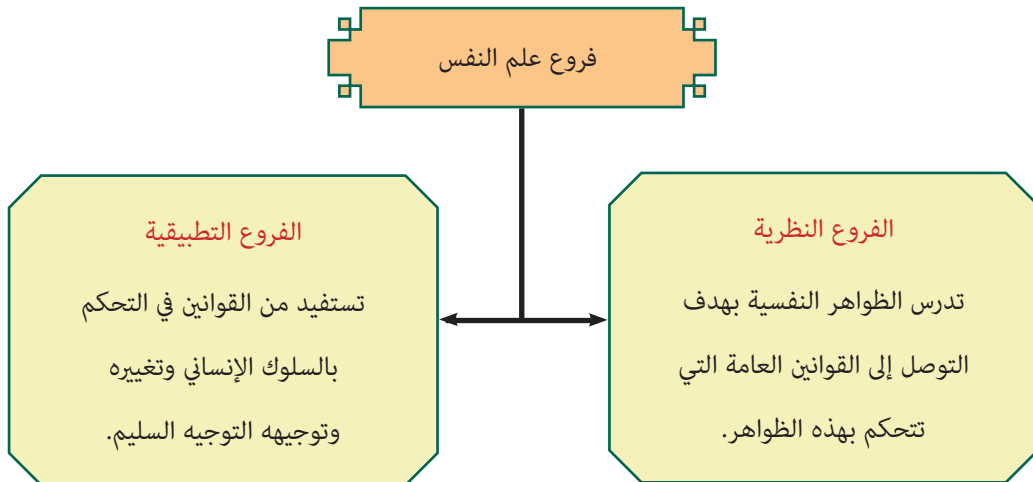 فروع علم النفس
الفروع النظرية
تدرس الظواهر النفسية بهدف
التوصل إلى القوانين العامة التي
تتحكم بهذه الظواهر.
الفروع التطبيقية
تستفيد من القوانين في التحكم
بالسلوك الإنساني وتغييره
وتوجيهه التوجيه السليم.